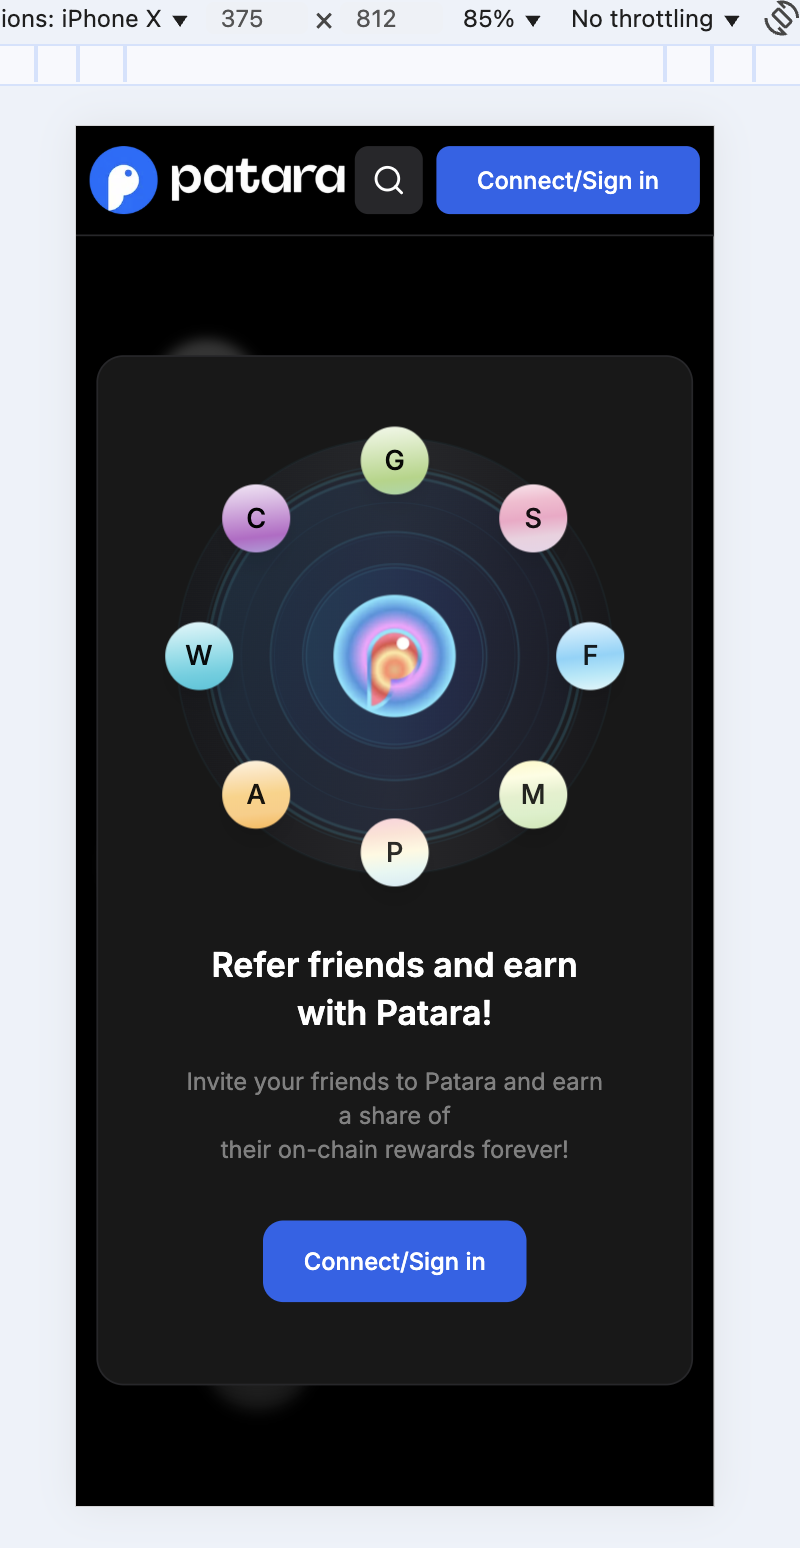 ions: iPhone X ▼ 375 × 812 85% ▼ No throttling ▼
patara Connect/Sign in
G
C S
W F
A M
P
Refer friends and earn
with Patara!
Invite your friends to Patara and earn
a share of
their on-chain rewards forever!
Connect/Sign in